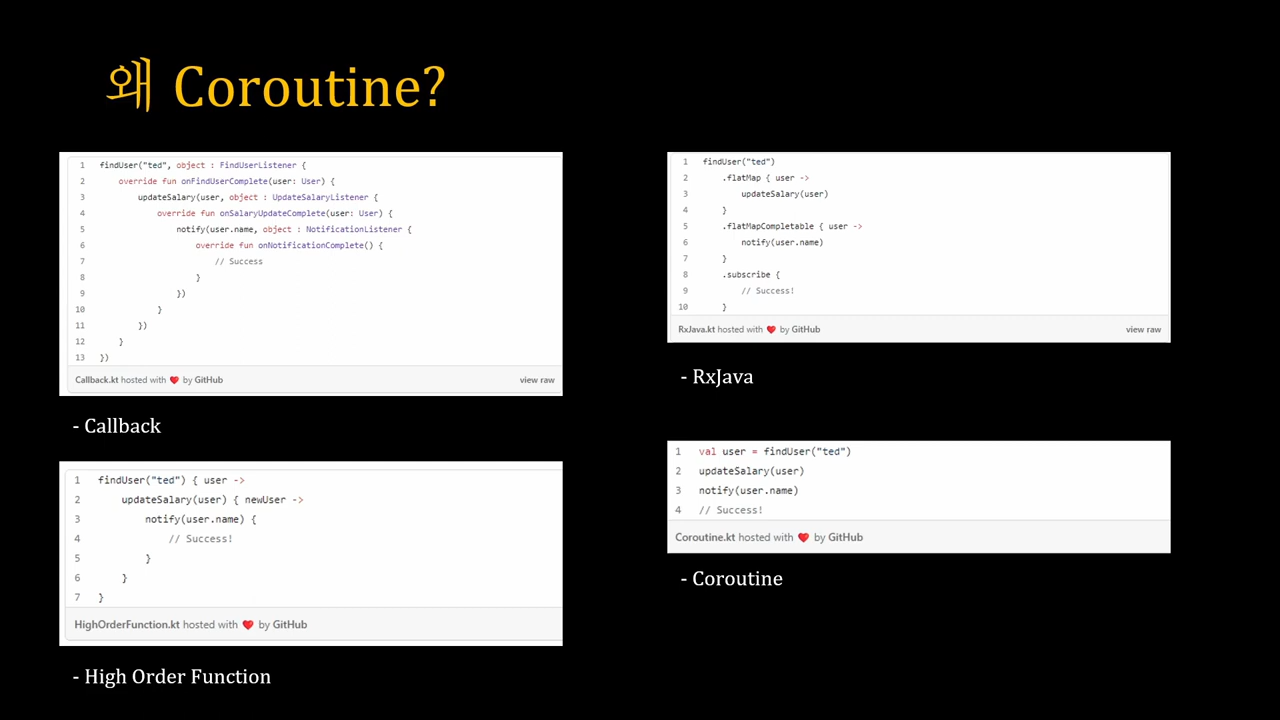 왜 Coroutine?
1 findUser("ted", object : FindUserListener {
2 override fun onFindUserComplete(user: User) {
3 updateSalary(user, object : UpdateSalaryListener {
4 override fun onSalaryUpdateComplete(user: User) {
5 notify(user.name, object : NotificationListener {
6 override fun onNotificationComplete() {
7 // Success
8 }
9 })
10 }
11 })
12 }
13 })
Callback.kt hosted with ❤ by GitHub view raw
- Callback
1 findUser("ted") { user ->
2 updateSalary(user) { newUser ->
3 notify(user.name) {
4 // Success!
5 }
6 }
7 }
HighOrderFunction.kt hosted with ❤ by GitHub
- High Order Function
1 findUser("ted")
2 .flatMap { user ->
3 updateSalary(user)
4 }
5 .flatMapCompletable { user ->
6 notify(user.name)
7 }
8 .subscribe {
9 // Success!
10 }
RxJava.kt hosted with ❤ by GitHub view raw
- RxJava
1 val user = findUser("ted")
2 updateSalary(user)
3 notify(user.name)
4 // Success!
Coroutine.kt hosted with ❤ by GitHub
- Coroutine